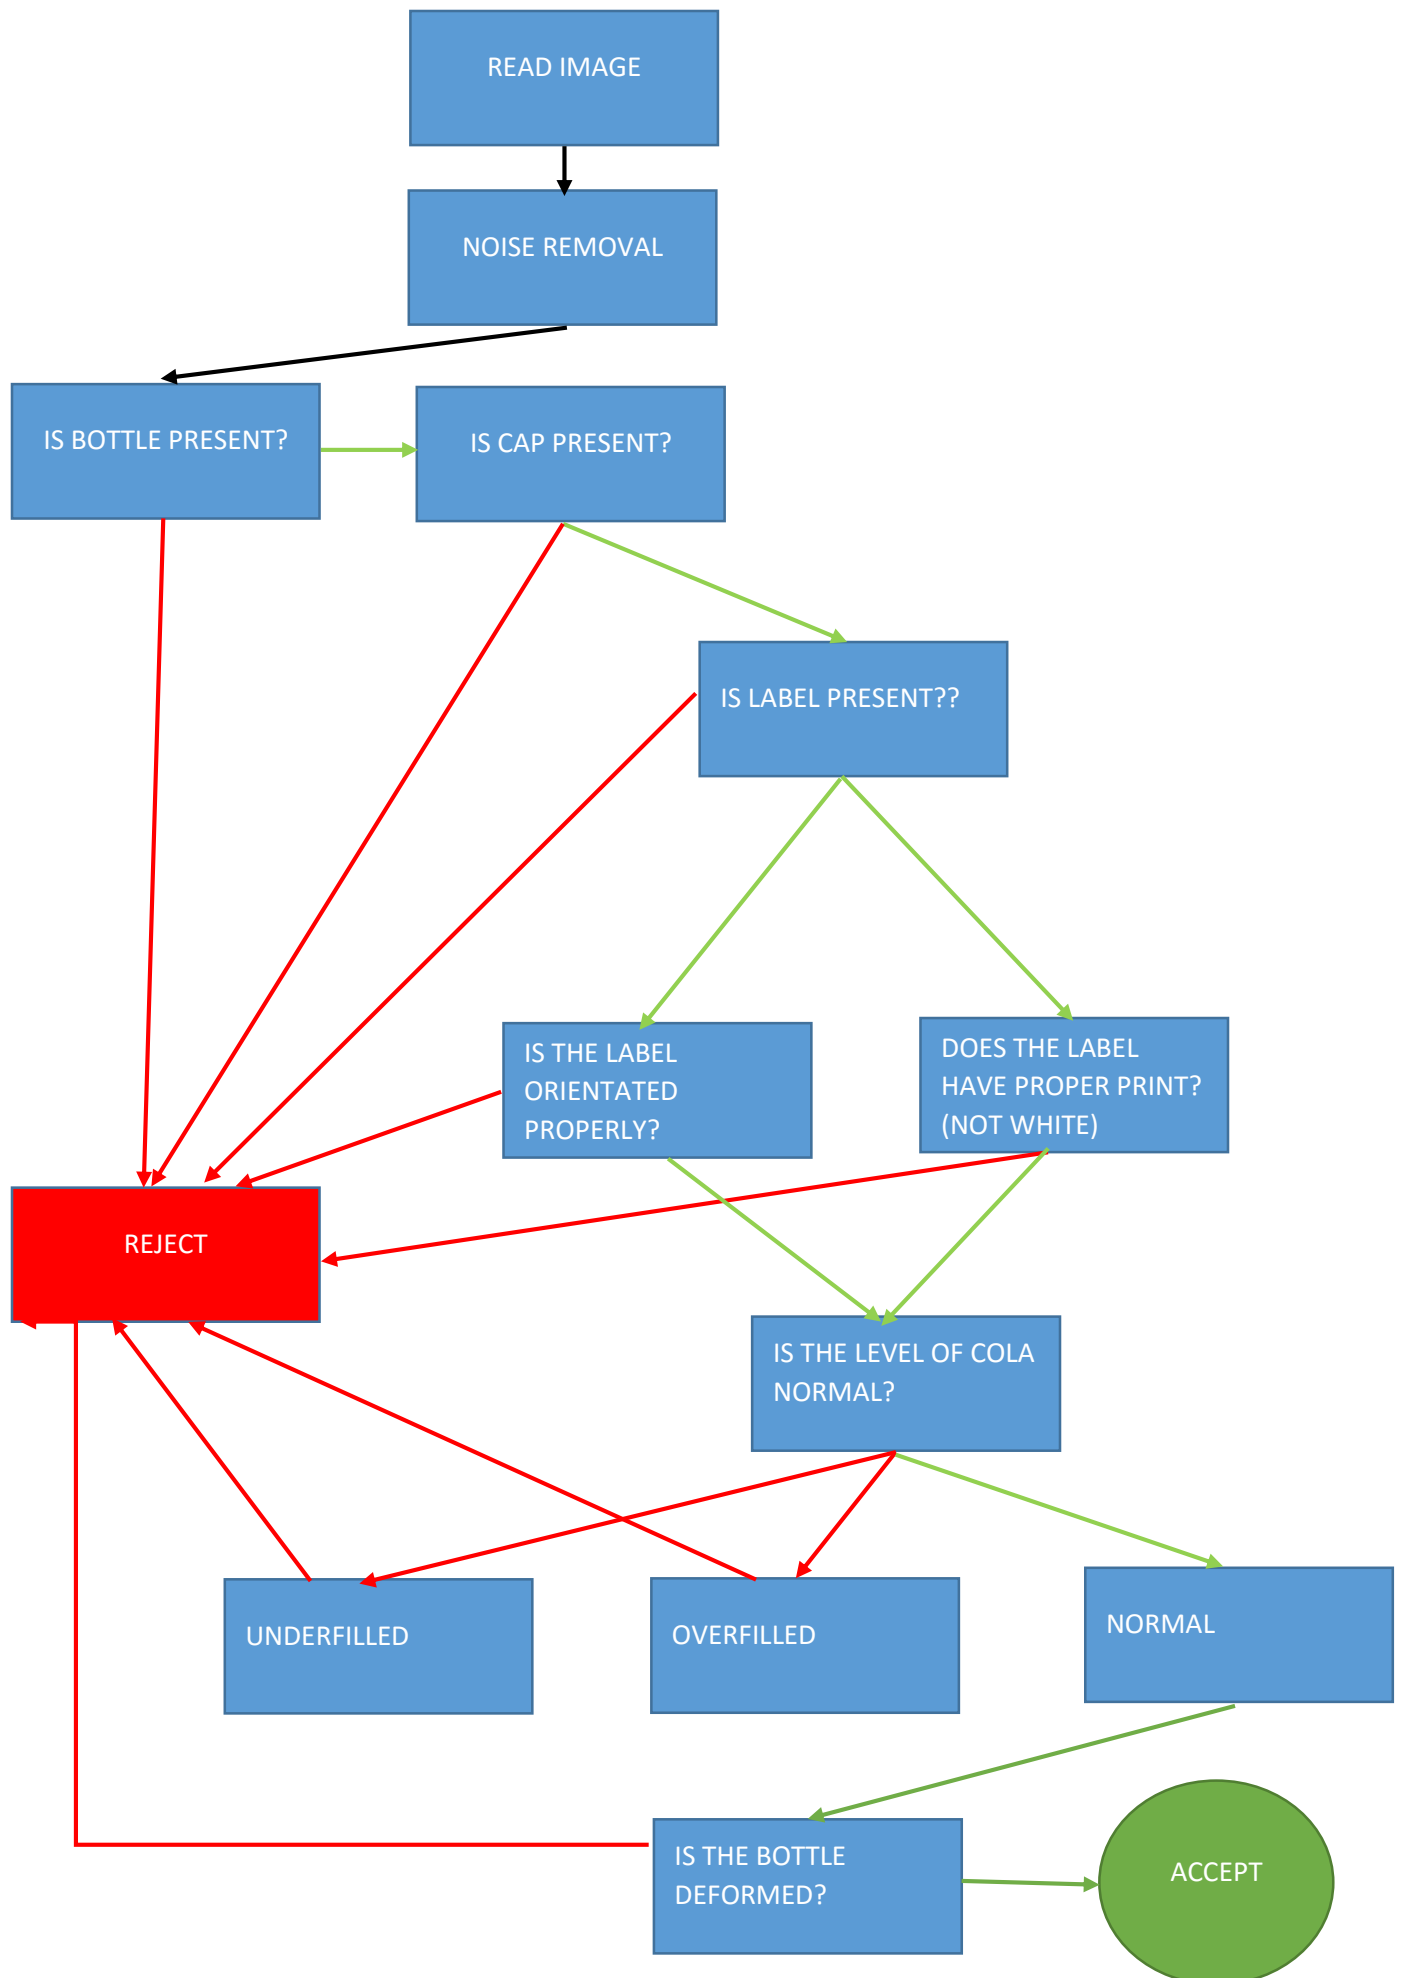 READ IMAGE
NOISE REMOVAL
IS BOTTLE PRESENT?
IS CAP PRESENT?
IS LABEL PRESENT??
IS THE LABEL
ORIENTATED
PROPERLY?
DOES THE LABEL
HAVE PROPER PRINT?
(NOT WHITE)
REJECT
IS THE LEVEL OF COLA
NORMAL?
UNDERFILLED
OVERFILLED
NORMAL
IS THE BOTTLE
DEFORMED?
ACCEPT